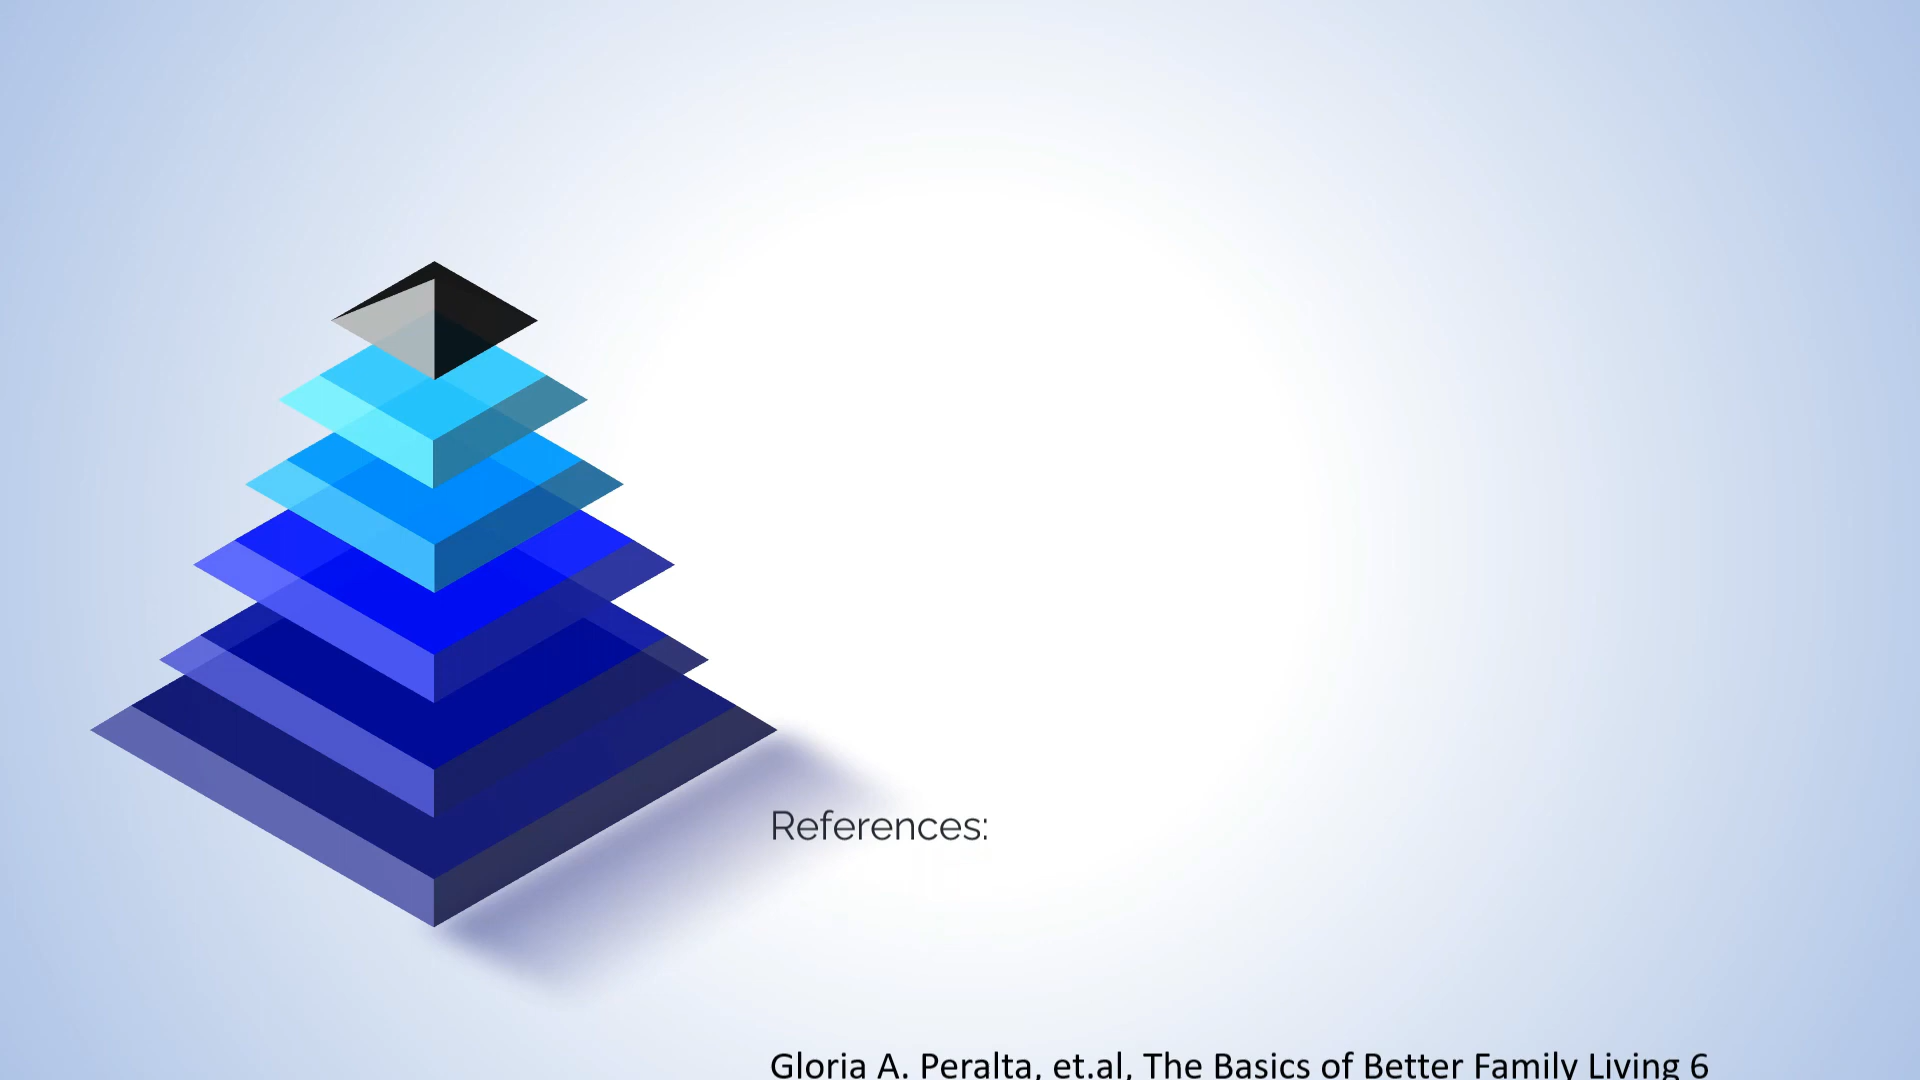 References:
Gloria A. Peralta, et.al, The Basics of Better Family Living 6